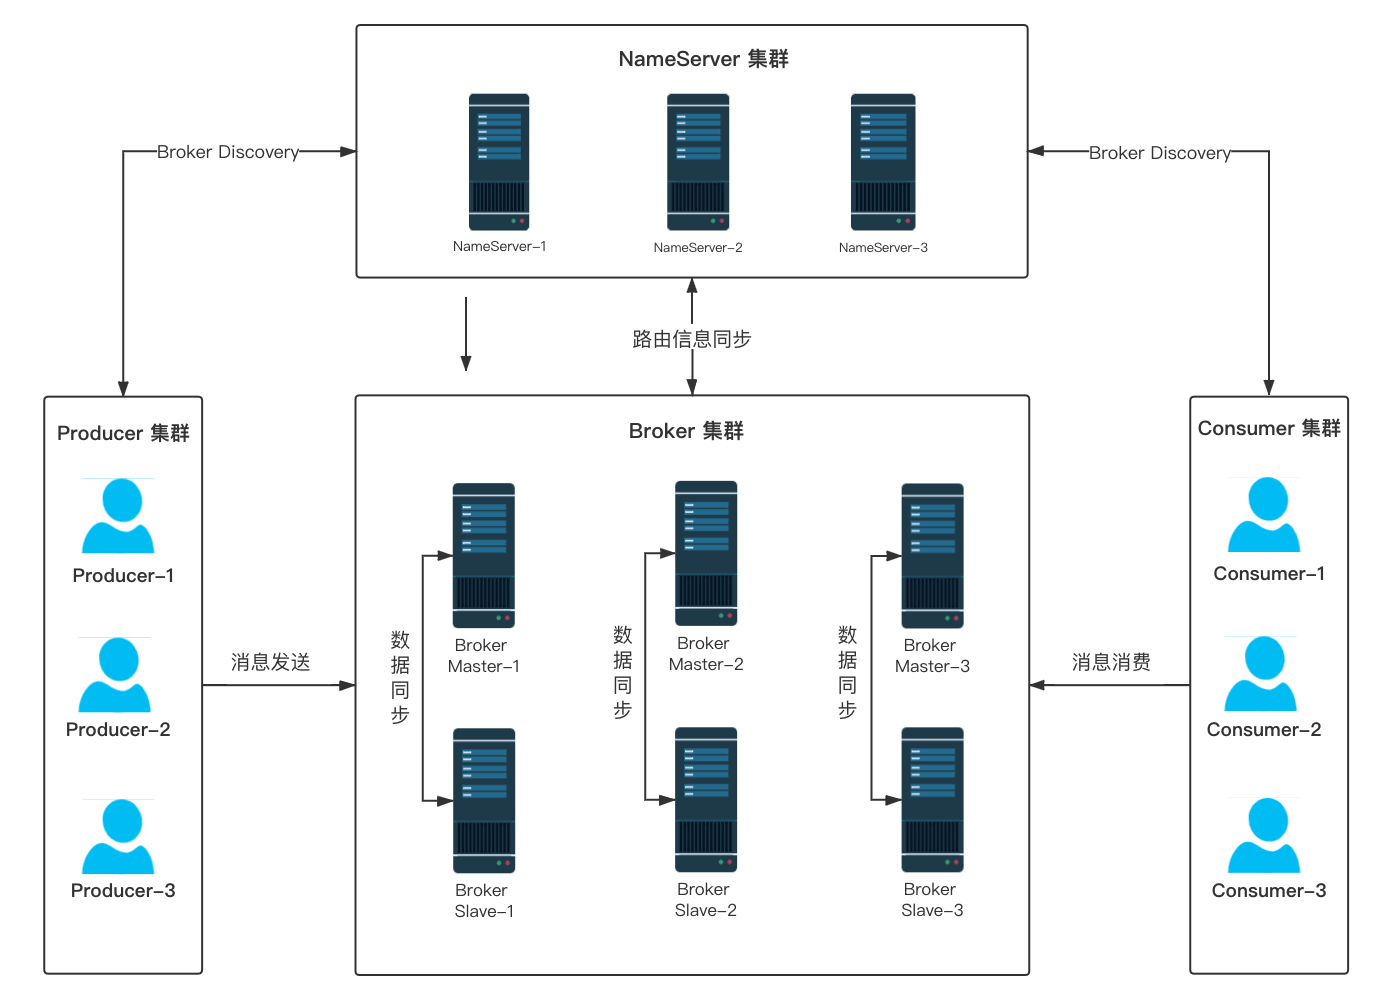 NameServer 集群
NameServer-1
NameServer-2
NameServer-3
Broker Discovery
Broker Discovery
路由信息同步
Producer 集群
Producer-1
Producer-2
Producer-3
消息发送
Broker 集群
Broker
Master-1
Broker
Master-2
Broker
Master-3
数
据
同
步
数
据
同
步
数
据
同
步
Broker
Slave-1
Broker
Slave-2
Broker
Slave-3
消息消费
Consumer 集群
Consumer-1
Consumer-2
Consumer-3